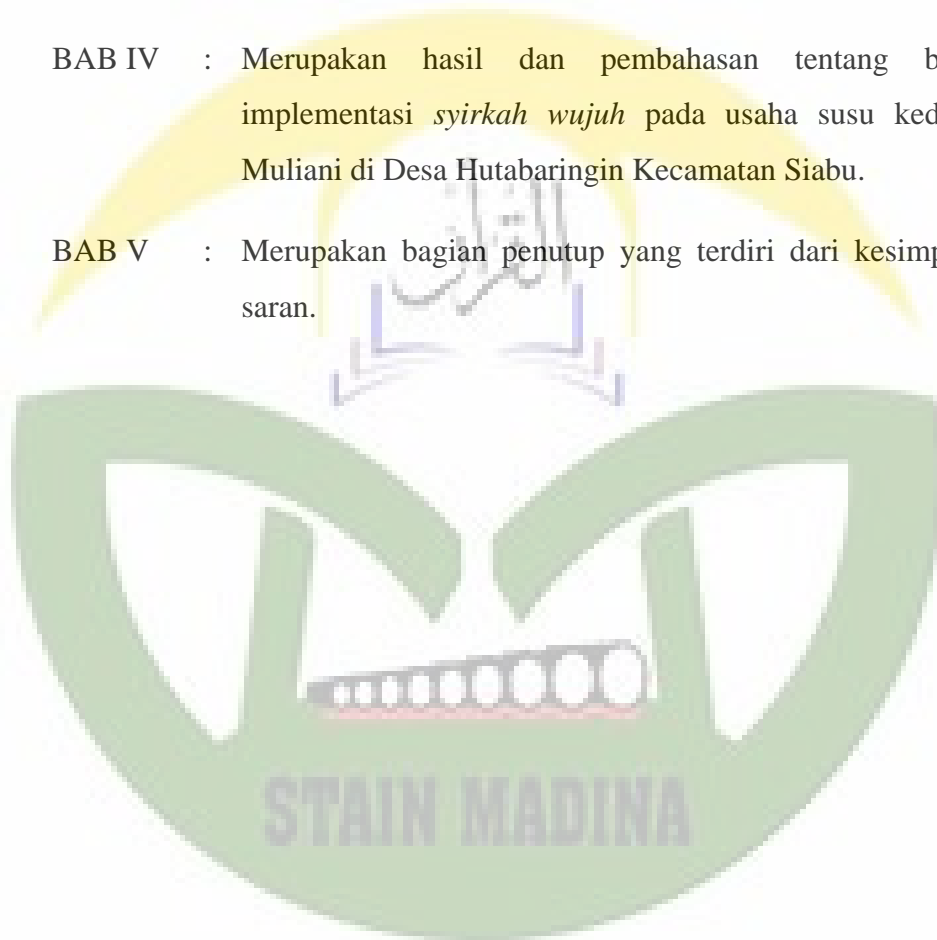 BAB IV : Merupakan hasil dan pembahasan tentang
implementasi syirkah wujuh pada usaha susu
Muliani di Desa Hutabaringin Kecamatan Siabu.
BAB V : Merupakan bagian penutup yang terdiri dari
saran.
القرآن
STAIN MADINA